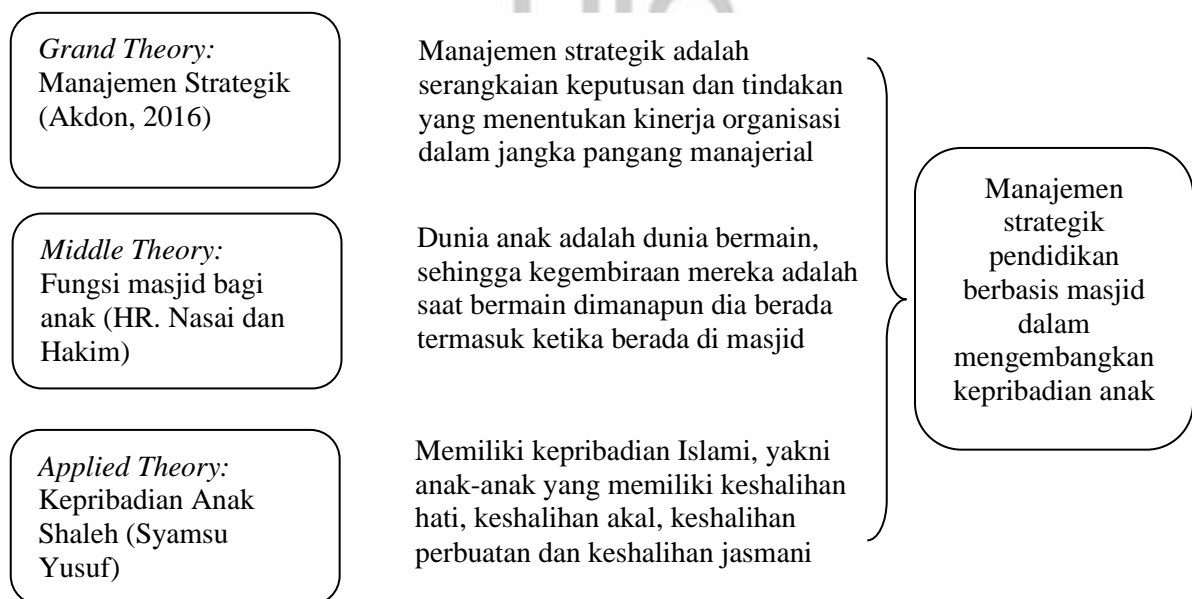 Grand Theory:
Manajemen Strategik
(Akdon, 2016)
Manajemen strategik adalah
serangkaian keputusan dan tindakan
yang menentukan kinerja organisasi
dalam jangka pangang manajerial
Middle Theory:
Fungsi masjid bagi
anak (HR. Nasai dan
Hakim)
Dunia anak adalah dunia bermain,
sehingga kegembiraan mereka adalah
saat bermain dimanapun dia berada
termasuk ketika berada di masjid
Applied Theory:
Kepribadian Anak
Shaleh (Syamsu
Yusuf)
Memiliki kepribadian Islami, yakni
anak-anak yang memiliki keshalihan
hati, keshalihan akal, keshalihan
perbuatan dan keshalihan jasmani
Manajemen
strategik
pendidikan
berbasis masjid
dalam
mengembangkan
kepribadian anak